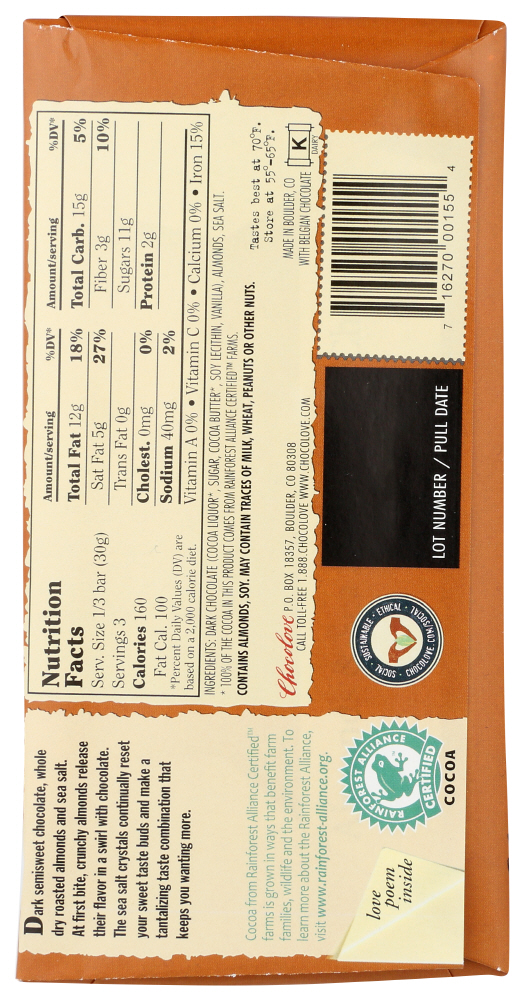 Dark semisweet chocolate, whole
dry roasted almonds and sea salt.
At first bite, crunchy almonds release
their flavor in a swirl with chocolate.
The sea salt crystals continually reset
your sweet taste buds and make a
tantalizing taste combination that
keeps you wanting more.
Cocoa from Rainforest Alliance Certified™
farms is grown in ways that benefit farm
families, wildlife and the environment. To
learn more about the Rainforest Alliance,
visit www.rainforest-alliance.org.
love
poem
inside
RAINFOREST ALLIANCE
CERTIFIED
COCOA
Nutrition
Facts
Serv. Size 1/3 bar (30g)
Servings 3
Calories 160
Fat Cal. 100
*Percent Daily Values (DV) are
based on a 2,000 calorie diet.
Amount/serving %DV*
Total Fat 12g 18%
Sat Fat 5g 27%
Trans Fat 0g
Cholest. 0mg 0%
Sodium 40mg 2%
Amount/serving %DV*
Total Carb. 15g 5%
Fiber 3g 10%
Sugars 11g
Protein 2g
Vitamin A 0% • Vitamin C 0% • Calcium 0% • Iron 15%
INGREDIENTS: DARK CHOCOLATE (COCOA LIQUOR*, SUGAR, COCOA BUTTER*, SOY LECITHIN, VANILLA), ALMONDS, SEA SALT.
* 100% OF THE COCOA IN THIS PRODUCT COMES FROM RAINFOREST ALLIANCE CERTIFIED™ FARMS.
CONTAINS ALMONDS, SOY. MAY CONTAIN TRACES OF MILK, WHEAT, PEANUTS OR OTHER NUTS.
Tastes best at 70°F.
Store at 55°-65°F.
Chocolove P.O. BOX 18357, BOULDER, CO 80308
CALL TOLL-FREE 1.888.CHOCOLOVE WWW.CHOCOLOVE.COM
MADE IN BOULDER, CO
WITH BELGIAN CHOCOLATE
K
DAIRY
SOCIAL · SUSTAINABLE · ETHICAL ·
CHOCOLOVE.COM/SOCIAL
LOT NUMBER / PULL DATE
7 16270 00155 4